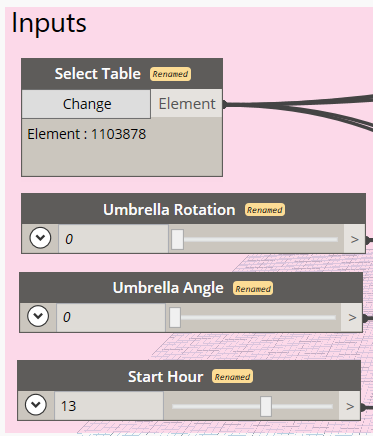 Inputs
Select Table Renamed
Change Element
Element : 1103878
Umbrella Rotation Renamed
0 >
Umbrella Angle Renamed
0 >
Start Hour Renamed
13 >